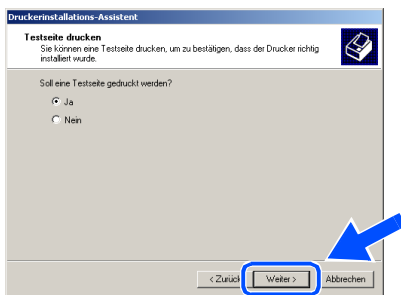 Druckerinstallations-Assistent
Testseite drucken
Sie können eine Testseite drucken, um zu bestätigen, dass der Drucker richtig
installiert wurde.
Soll eine Testseite gedruckt werden?
Ja
Nein
< Zurück Weiter > Abbrechen